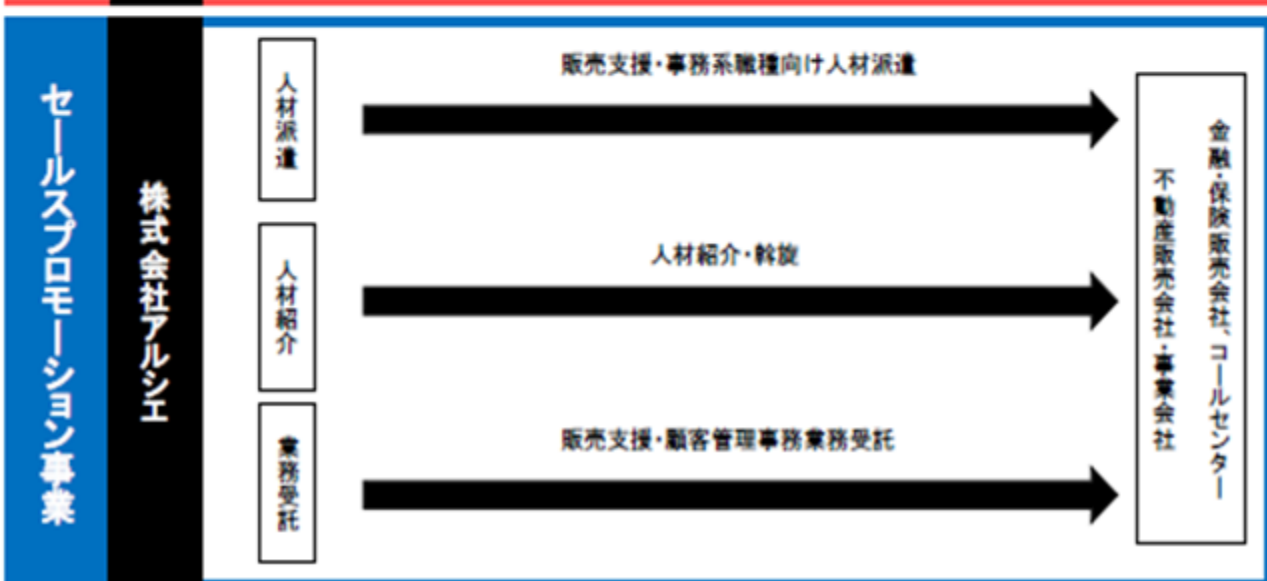 セールスプロモーション事業
株式会社アルシエ
人材派遣
販売支援・事務系職種向け人材派遣
人材紹介
人材紹介・斡旋
業務受託
販売支援・顧客管理事務業務受託
金融・保険販売会社、コールセンター
不動産販売会社・事業会社